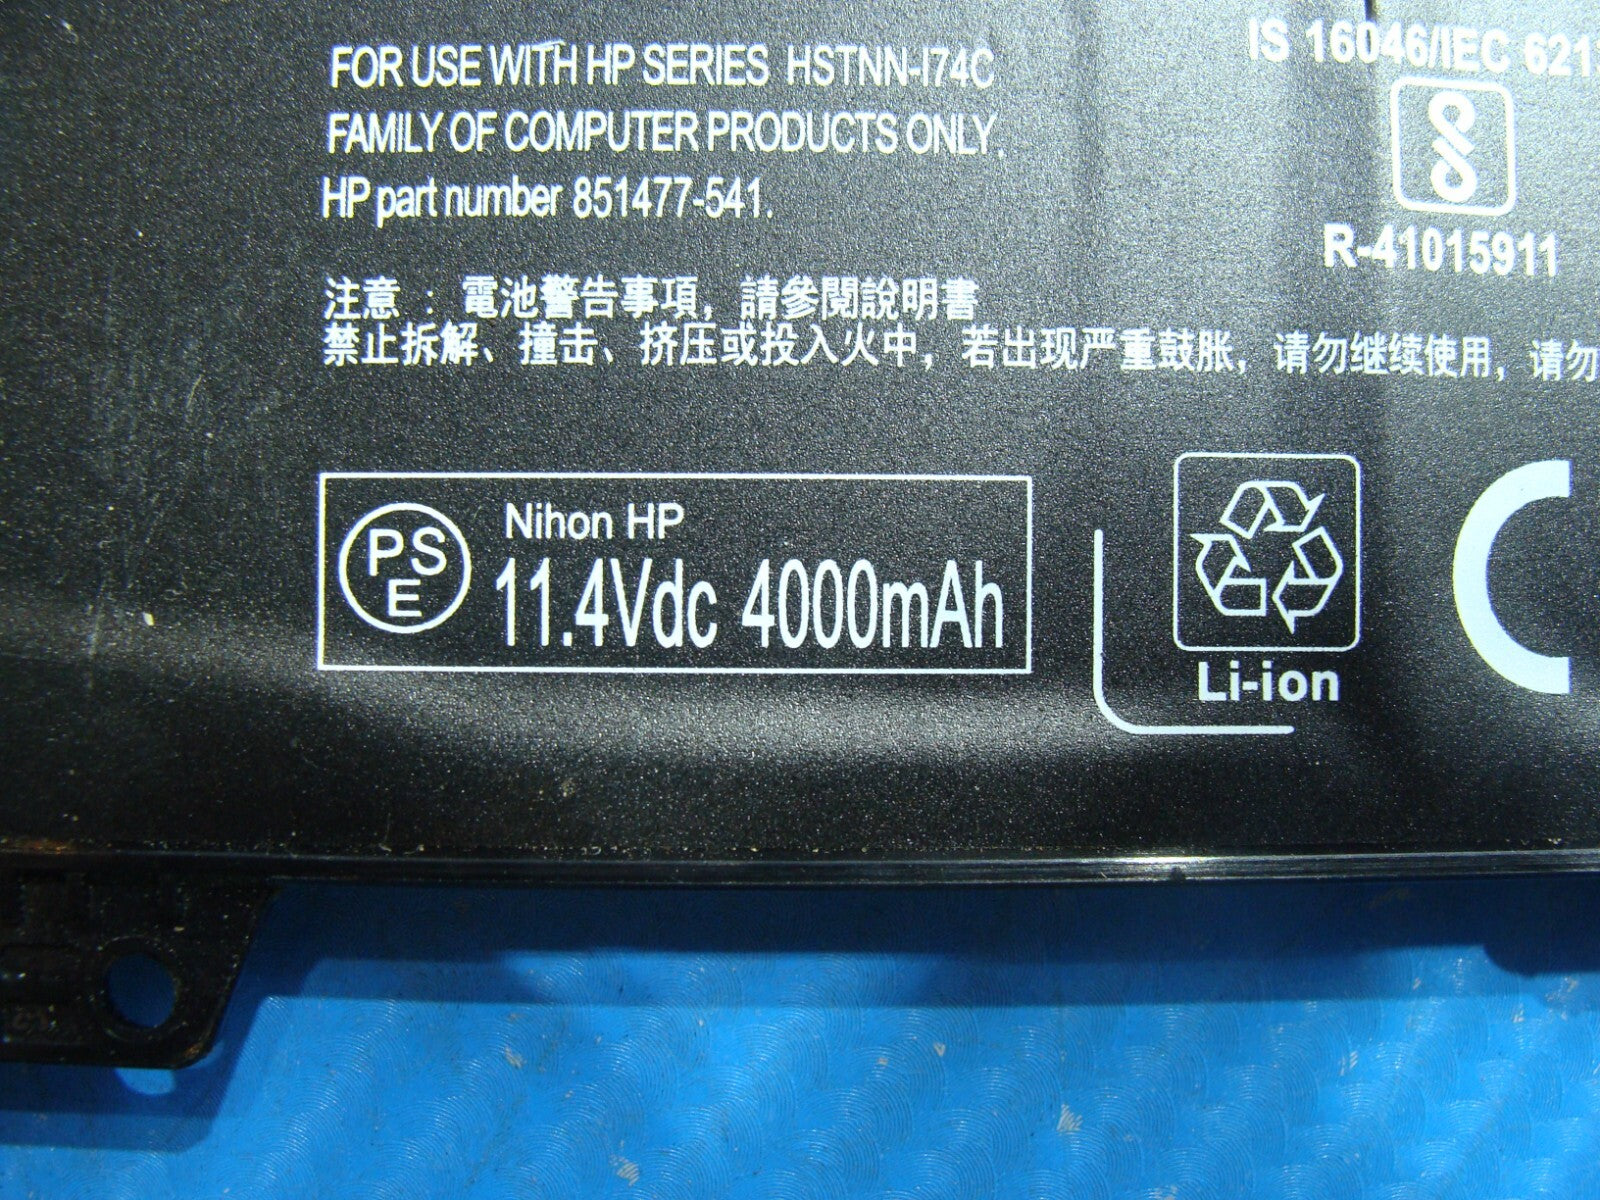 FOR USE WITH HP SERIES HSTNN-I74C
FAMILY OF COMPUTER PRODUCTS ONLY.
HP part number 851477-541.
IS 16046/IEC 621
R-41015911
注意 : 電池警告事項, 請參閱說明書
禁止拆解、撞击、挤压或投入火中, 若出现严重鼓胀, 请勿继续使用, 请勿
PS
E
Nihon HP
11.4Vdc 4000mAh
Li-ion